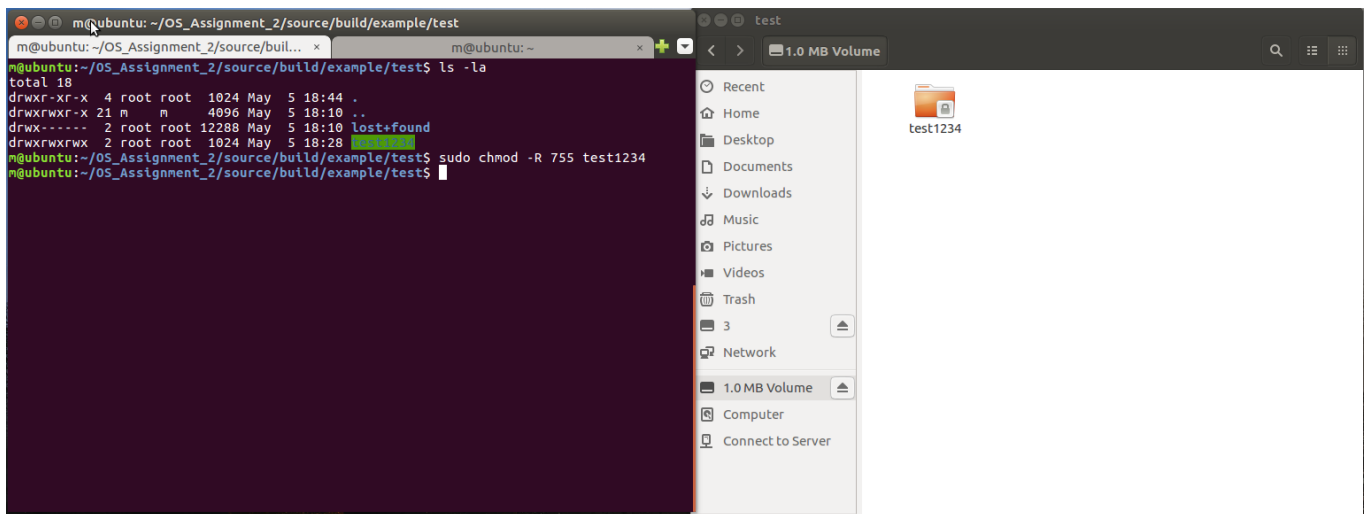 m@ubuntu: ~/OS_Assignment_2/source/build/example/test
m@ubuntu: ~/OS_Assignment_2/source/buil... ×
m@ubuntu: ~ ×
m@ubuntu:~/OS_Assignment_2/source/build/example/test$ ls -la
total 18
drwxr-xr-x  4 root root  1024 May  5 18:44 .
drwxrwxr-x 21 m    m     4096 May  5 18:10 ..
drwx------  2 root root 12288 May  5 18:10 lost+found
drwxrwxrwx  2 root root  1024 May  5 18:28 test1234
m@ubuntu:~/OS_Assignment_2/source/build/example/test$ sudo chmod -R 755 test1234
m@ubuntu:~/OS_Assignment_2/source/build/example/test$
test
1.0 MB Volume
Recent
Home
Desktop
Documents
Downloads
Music
Pictures
Videos
Trash
3
Network
1.0 MB Volume
Computer
Connect to Server
test1234